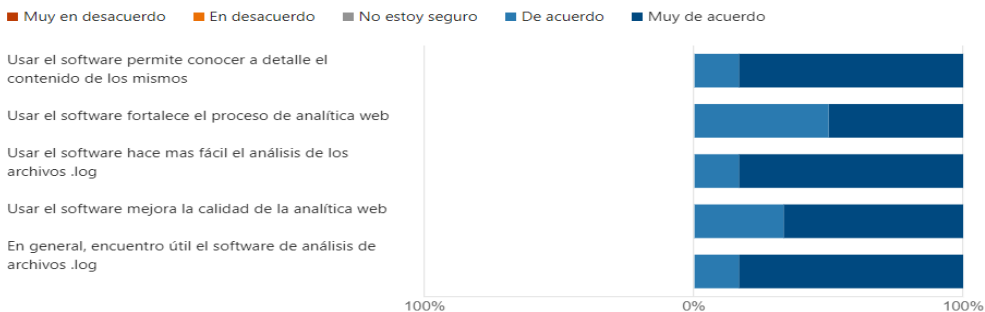 Muy en desacuerdo En desacuerdo No estoy seguro De acuerdo Muy de acuerdo
Usar el software permite conocer a detalle el
contenido de los mismos
Usar el software fortalece el proceso de analítica web
Usar el software hace mas fácil el análisis de los
archivos .log
Usar el software mejora la calidad de la analítica web
En general, encuentro útil el software de análisis de
archivos .log
100% 0% 100%